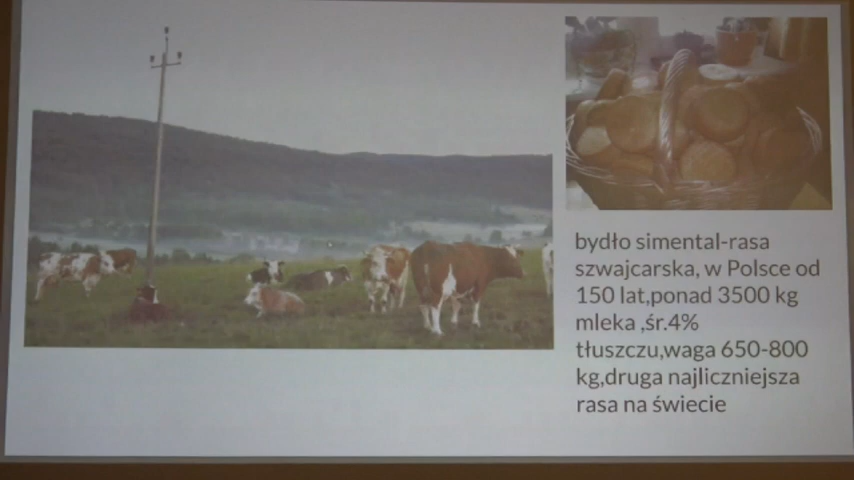 bydło simental-rasa
szwajcarska, w Polsce od
150 lat,ponad 3500 kg
mleka ,śr.4%
tłuszczu,waga 650-800
kg,druga najliczniejsza
rasa na świecie